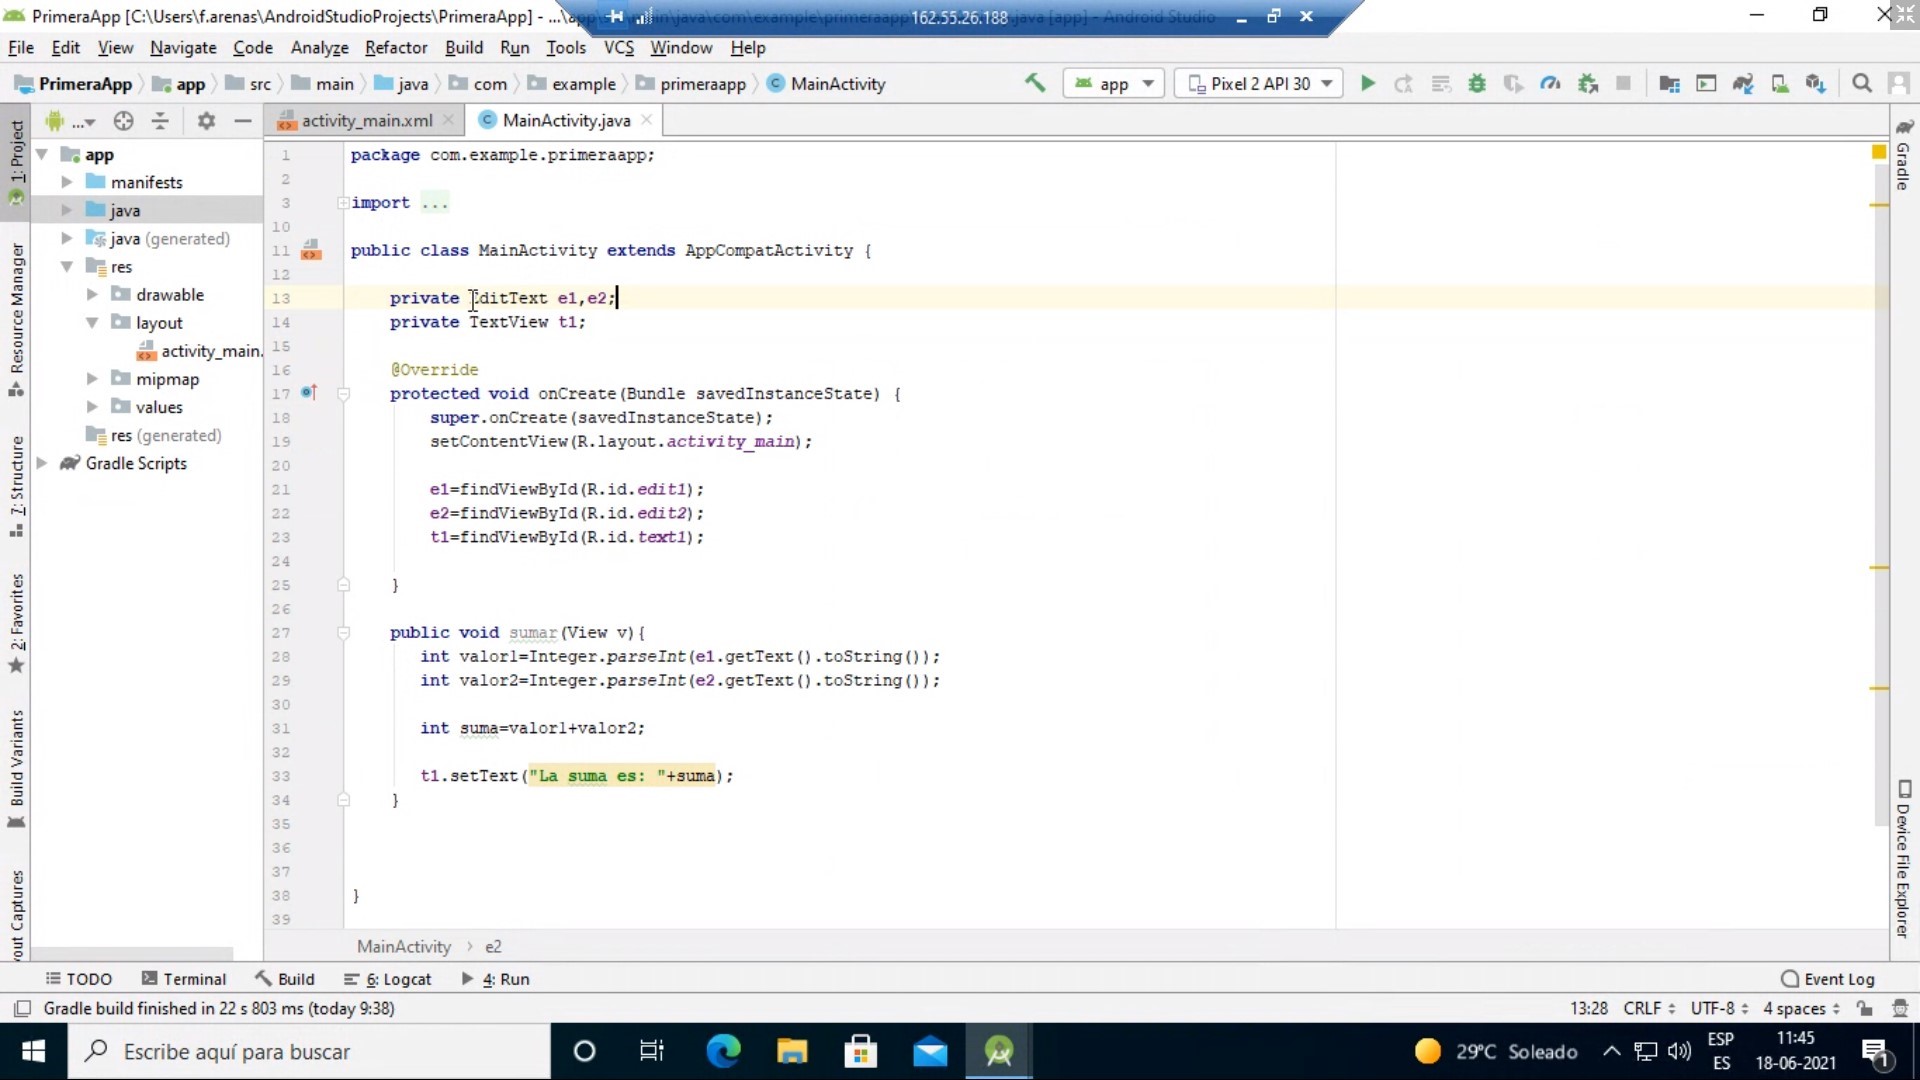 PrimeraApp [C:\Users\f.arenas\AndroidStudioProjects\PrimeraApp] - ...\app
\java\com\example\primeraapp
.java [app] - Android Studio
162.55.26.188
File Edit View Navigate Code Analyze Refactor Build Run Tools VCS Window Help
PrimeraApp app src main java com example primeraapp MainActivity
app
Pixel 2 API 30
...
activity_main.xml
MainActivity.java
1: Project
Resource Manager
7: Structure
2: Favorites
Build Variants
out Captures
app
manifests
java
java (generated)
res
drawable
layout
activity_main.
mipmap
values
res (generated)
Gradle Scripts
1 package com.example.primeraapp;
2
3 import ...
10
11 public class MainActivity extends AppCompatActivity {
12
13 private EditText e1,e2;
14 private TextView t1;
15
16 @Override
17 protected void onCreate(Bundle savedInstanceState) {
18 super.onCreate(savedInstanceState);
19 setContentView(R.layout.activity_main);
20
21 e1=findViewById(R.id.edit1);
22 e2=findViewById(R.id.edit2);
23 t1=findViewById(R.id.text1);
24
25 }
26
27 public void sumar(View v){
28 int valor1=Integer.parseInt(e1.getText().toString());
29 int valor2=Integer.parseInt(e2.getText().toString());
30
31 int suma=valor1+valor2;
32
33 t1.setText("La suma es: "+suma);
34 }
35
36
37
38 }
39
Gradle
Device File Explorer
MainActivity › e2
TODO Terminal Build 6: Logcat 4: Run Event Log
Gradle build finished in 22 s 803 ms (today 9:38)
13:28 CRLF UTF-8 4 spaces
Escribe aquí para buscar
29°C Soleado
ESP
ES
11:45
18-06-2021
1